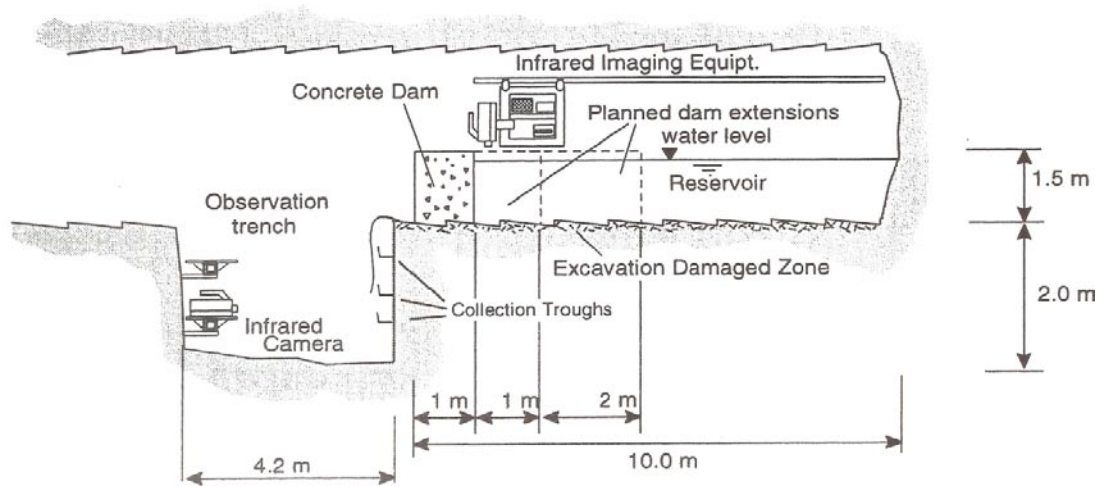 Infrared Imaging Equipt.
Concrete Dam
Planned dam extensions
water level
Reservoir
1.5 m
Observation
trench
Excavation Damaged Zone
2.0 m
Collection Troughs
Infrared
Camera
1 m
1 m
2 m
4.2 m
10.0 m